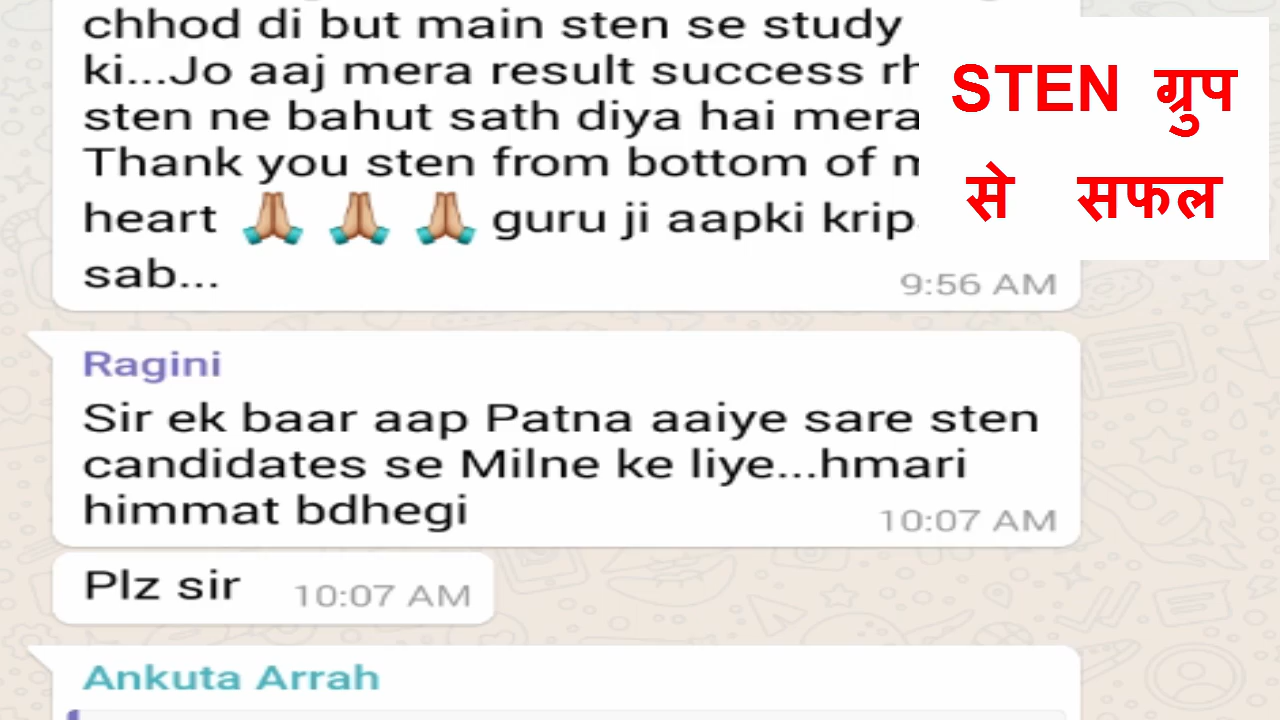 chhod di but main sten se study
ki...Jo aaj mera result success
sten ne bahut sath diya hai mera
Thank you sten from bottom of
heart 🙏 🙏 🙏 guru ji aapki
sab...
9:56 AM
STEN ग्रुप
से सफल
Ragini
Sir ek baar aap Patna aaiye sare sten
candidates se Milne ke liye...hmari
himmat bdhegi
10:07 AM
Plz sir 10:07 AM
Ankuta Arrah